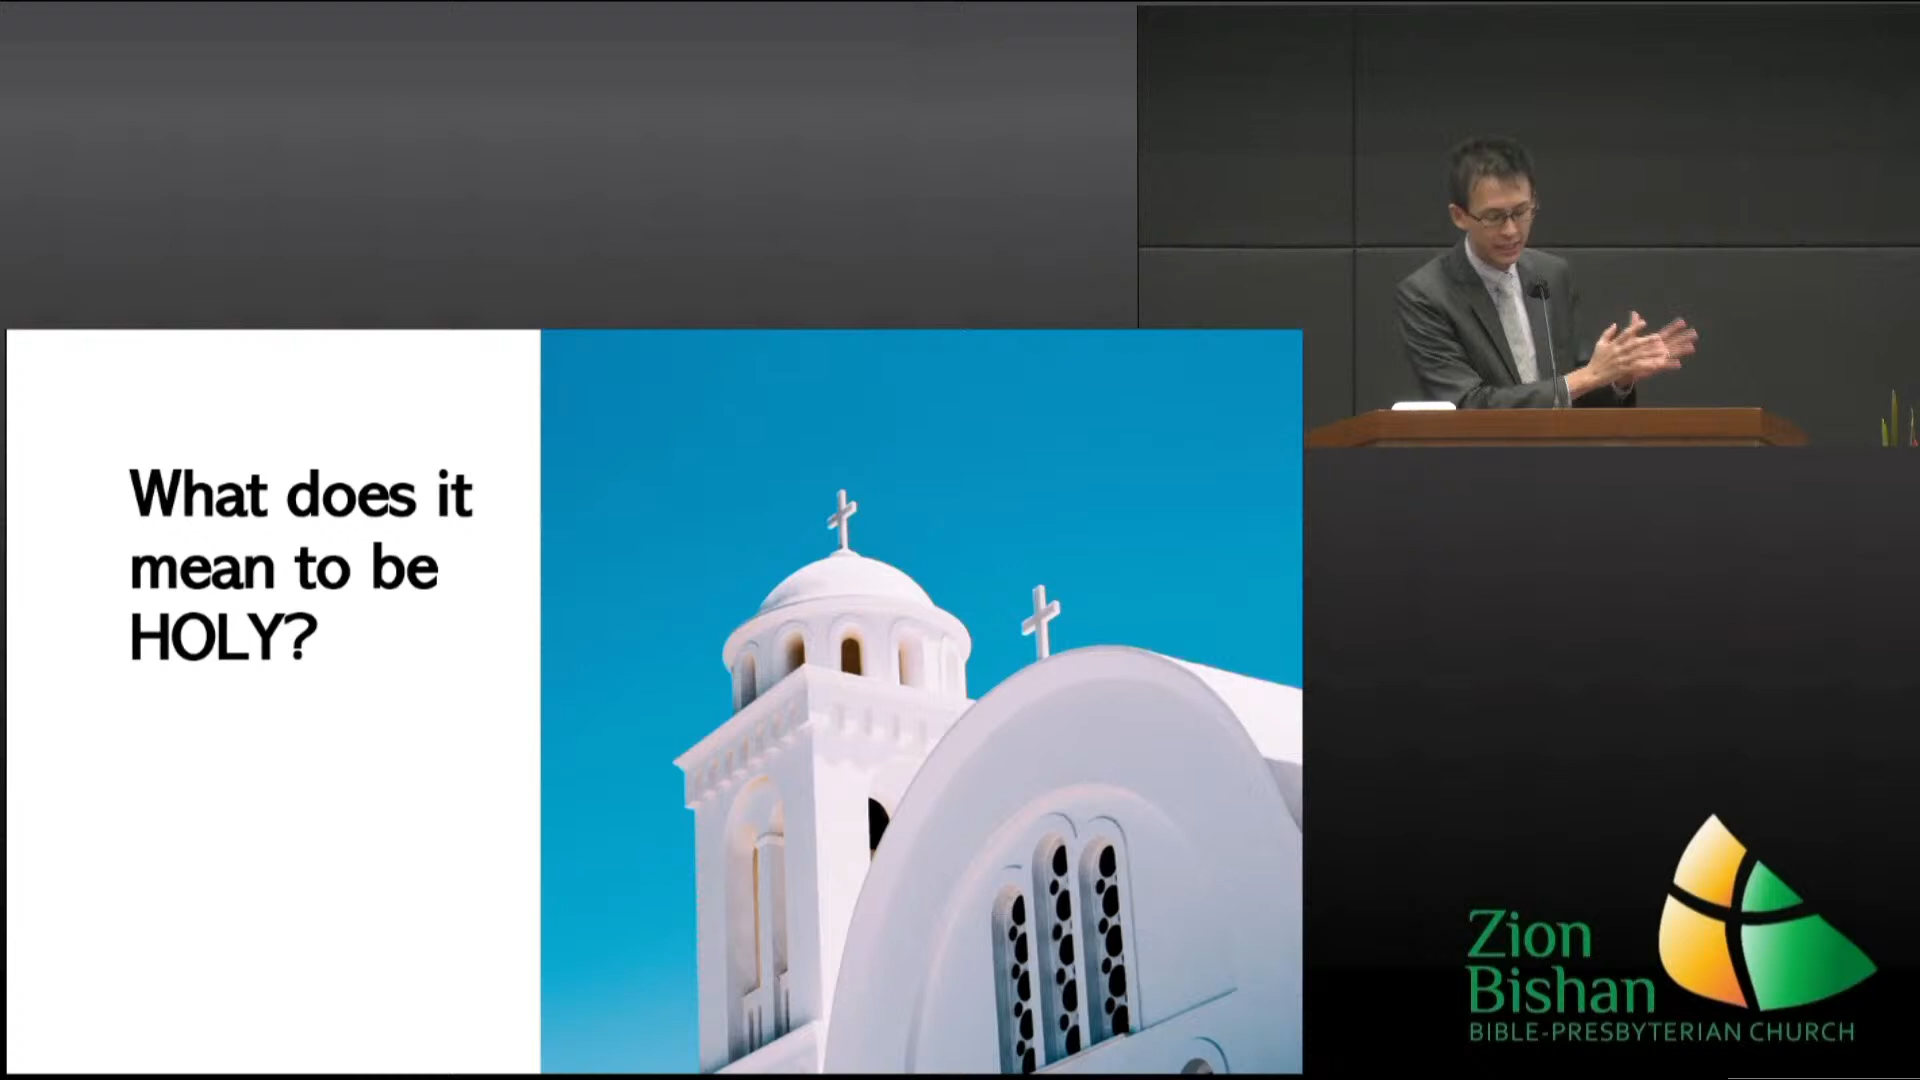 What does it
mean to be
HOLY?
Zion
Bishan
BIBLE-PRESBYTERIAN CHURCH